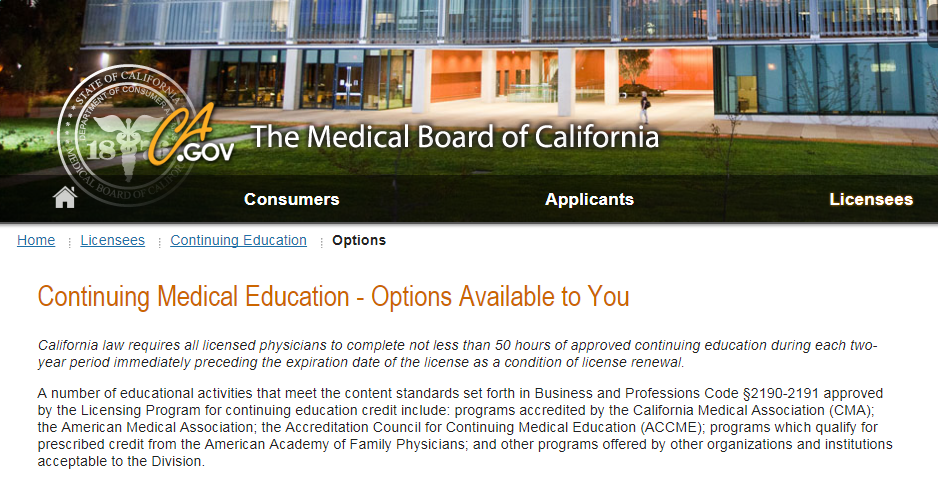 STATE OF CALIFORNIA
DEPARTMENT OF CONSUMER
18
MEDICAL BOARD OF CALIFORNIA
CA
.GOV
The Medical Board of California
Consumers Applicants Licensees
Home Licensees Continuing Education Options
Continuing Medical Education - Options Available to You
California law requires all licensed physicians to complete not less than 50 hours of approved continuing education during each two-
year period immediately preceding the expiration date of the license as a condition of license renewal.
A number of educational activities that meet the content standards set forth in Business and Professions Code §2190-2191 approved
by the Licensing Program for continuing education credit include: programs accredited by the California Medical Association (CMA);
the American Medical Association; the Accreditation Council for Continuing Medical Education (ACCME); programs which qualify for
prescribed credit from the American Academy of Family Physicians; and other programs offered by other organizations and institutions
acceptable to the Division.